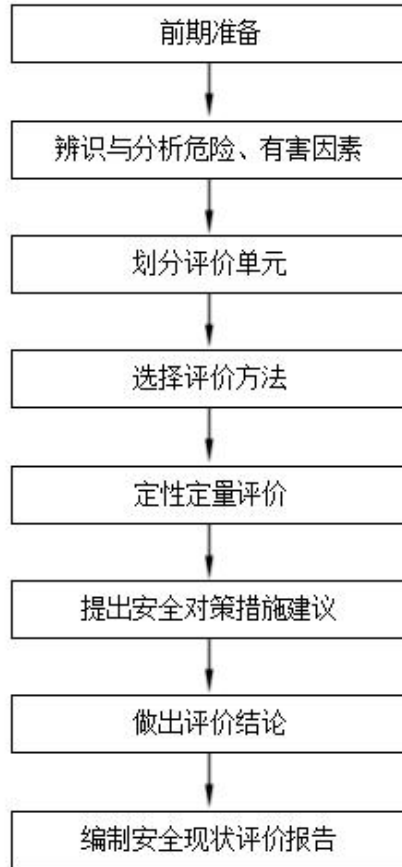 前期准备
辨识与分析危险、有害因素
划分评价单元
选择评价方法
定性定量评价
提出安全对策措施建议
做出评价结论
编制安全现状评价报告